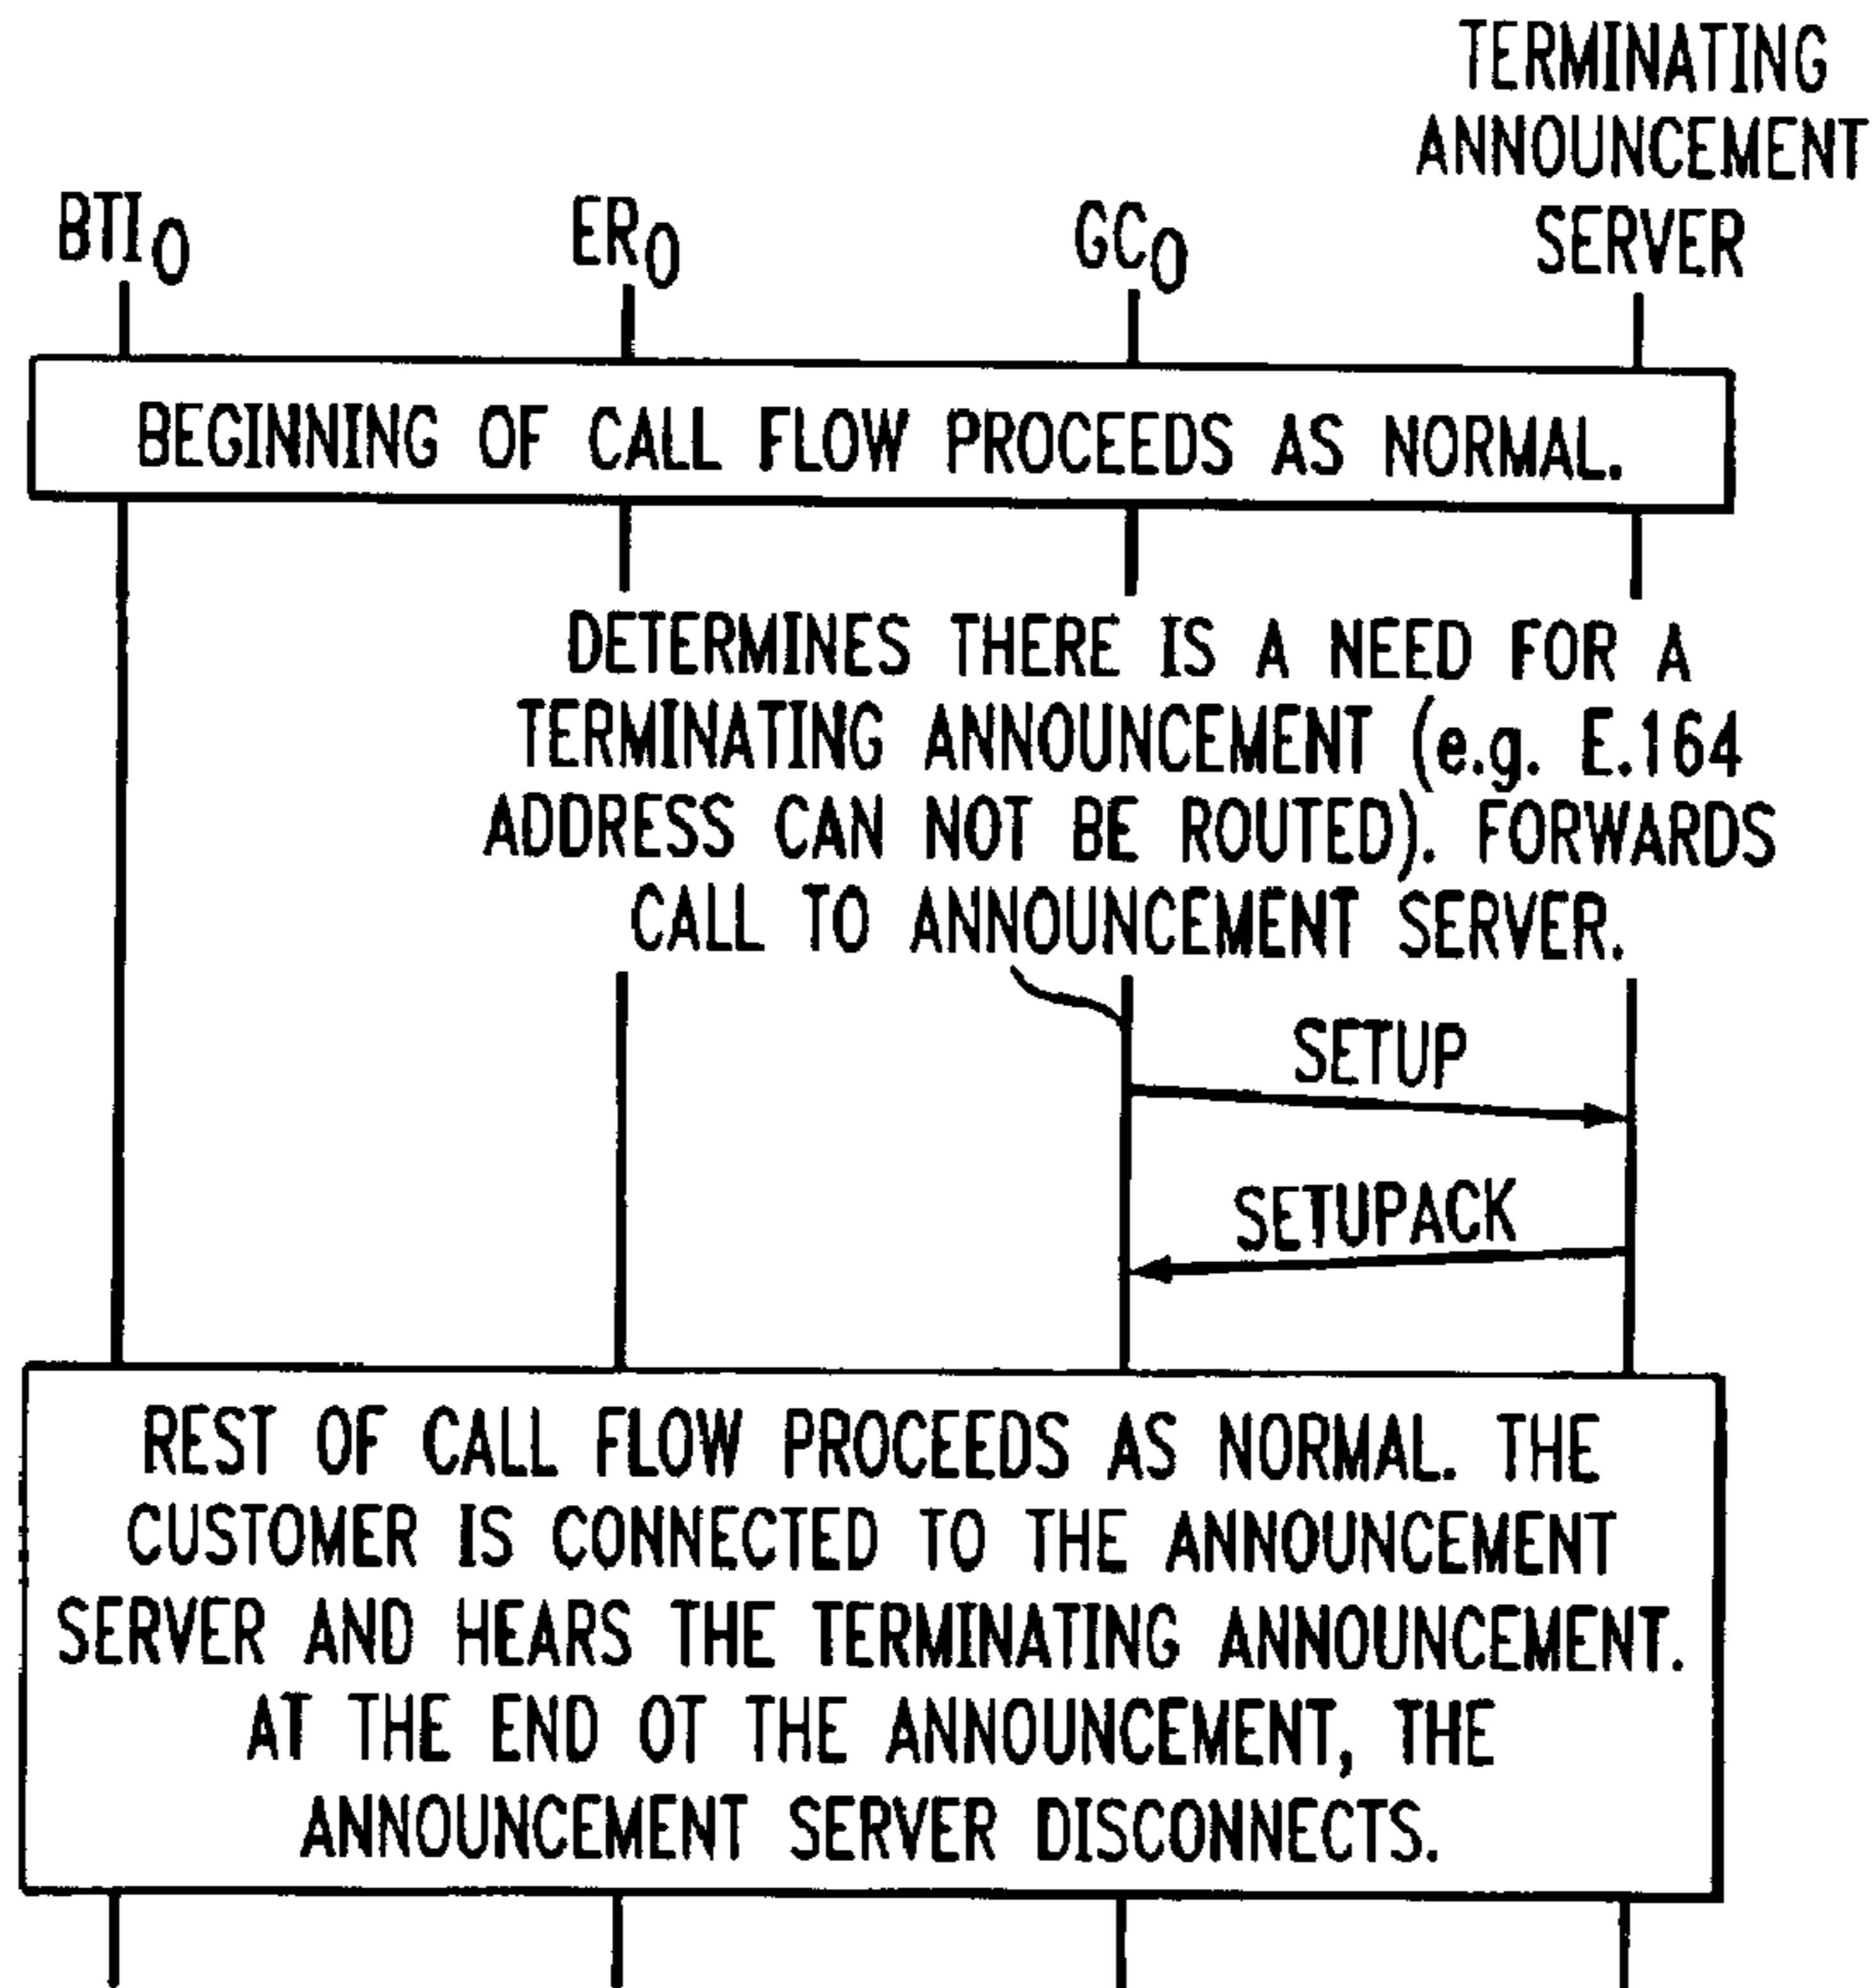 TERMINATING
ANNOUNCEMENT
SERVER
BTIO
ERO
GCO
BEGINNING OF CALL FLOW PROCEEDS AS NORMAL.
DETERMINES THERE IS A NEED FOR A
TERMINATING ANNOUNCEMENT (e.g. E.164
ADDRESS CAN NOT BE ROUTED). FORWARDS
CALL TO ANNOUNCEMENT SERVER.
SETUP
SETUPACK
REST OF CALL FLOW PROCEEDS AS NORMAL. THE
CUSTOMER IS CONNECTED TO THE ANNOUNCEMENT
SERVER AND HEARS THE TERMINATING ANNOUNCEMENT.
AT THE END OT THE ANNOUNCEMENT, THE
ANNOUNCEMENT SERVER DISCONNECTS.